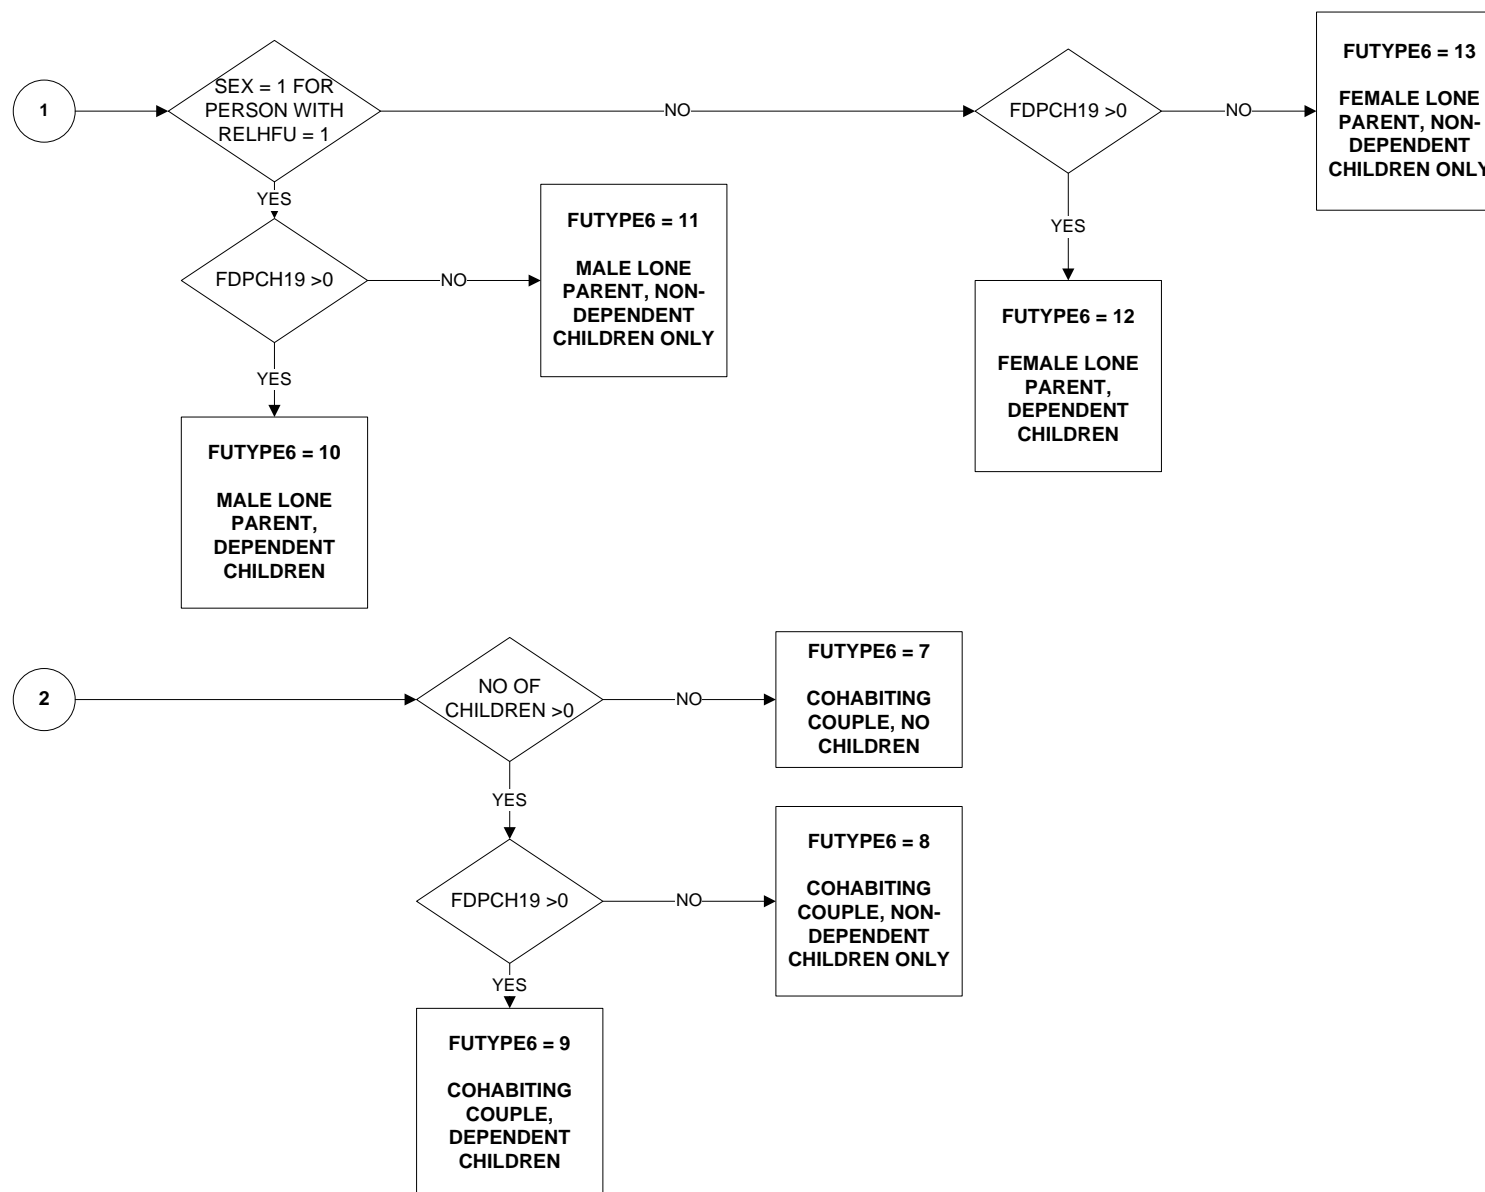 1
SEX = 1 FOR
PERSON WITH
RELHFU = 1
NO
FDPCH19 >0
NO
FUTYPE6 = 13
FEMALE LONE
PARENT, NON-
DEPENDENT
CHILDREN ONLY
YES
FDPCH19 >0
NO
FUTYPE6 = 11
MALE LONE
PARENT, NON-
DEPENDENT
CHILDREN ONLY
YES
FUTYPE6 = 12
FEMALE LONE
PARENT,
DEPENDENT
CHILDREN
YES
FUTYPE6 = 10
MALE LONE
PARENT,
DEPENDENT
CHILDREN
2
NO OF
CHILDREN >0
NO
FUTYPE6 = 7
COHABITING
COUPLE, NO
CHILDREN
YES
FDPCH19 >0
NO
FUTYPE6 = 8
COHABITING
COUPLE, NON-
DEPENDENT
CHILDREN ONLY
YES
FUTYPE6 = 9
COHABITING
COUPLE,
DEPENDENT
CHILDREN